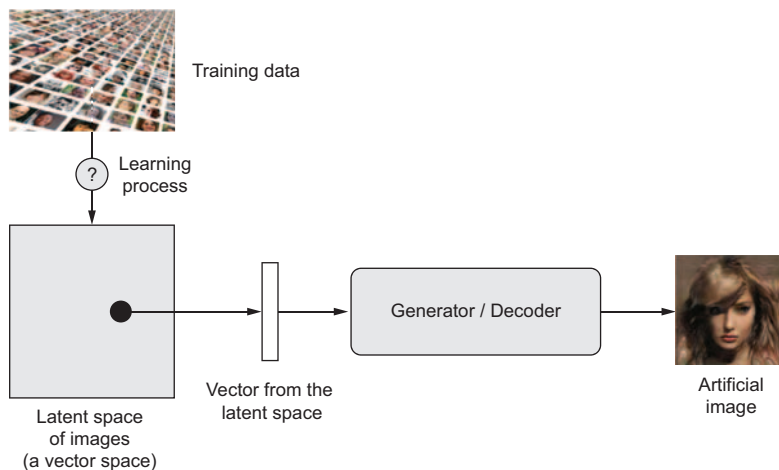 Training data
?
Learning
process
Generator / Decoder
Vector from the
latent space
Artificial
image
Latent space
of images
(a vector space)